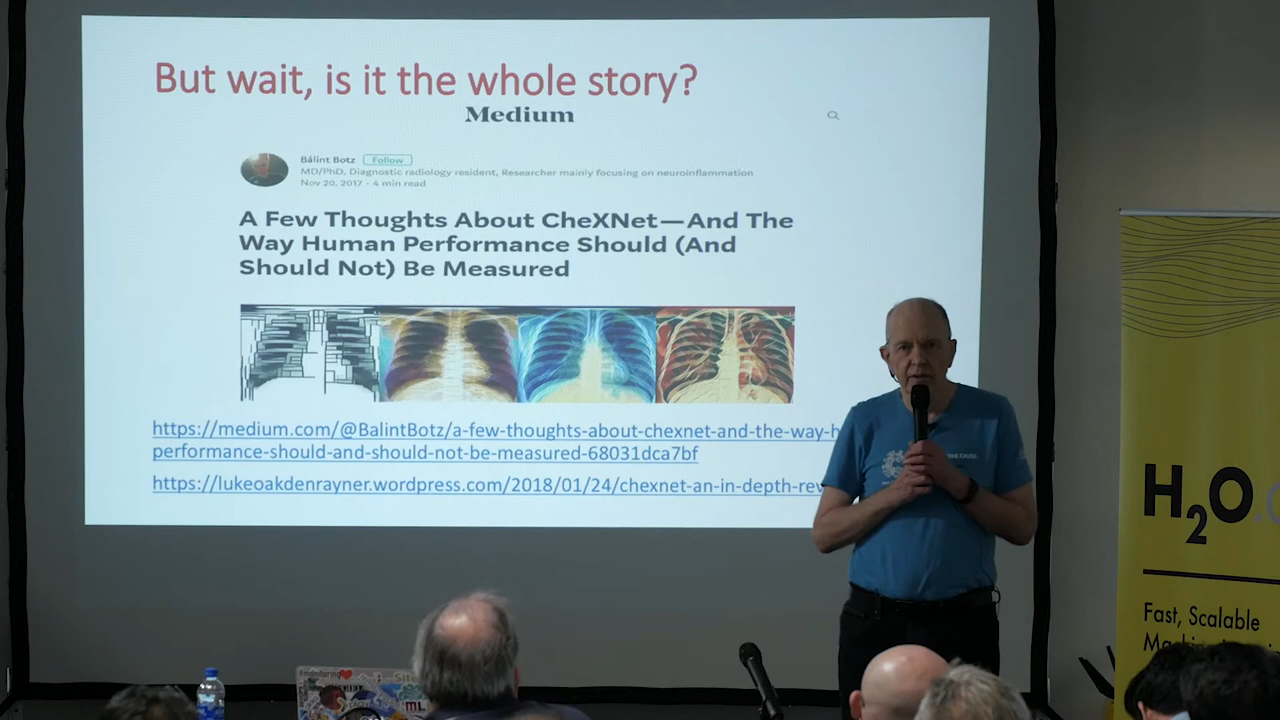 But wait, is it the whole story?
Medium
Bálint Botz Follow
MD/PhD, Diagnostic radiology resident, Researcher mainly focusing on neuroinflammation
Nov 20, 2017 · 4 min read
A Few Thoughts About CheXNet—And The
Way Human Performance Should (And
Should Not) Be Measured
https://medium.com/@BalintBotz/a-few-thoughts-about-chexnet-and-the-way-h
performance-should-and-should-not-be-measured-68031dca7bf
https://lukeoakdenrayner.wordpress.com/2018/01/24/chexnet-an-in-depth-rev
CAUSE
H2O
Fast, Scalable
#monitoring
ML